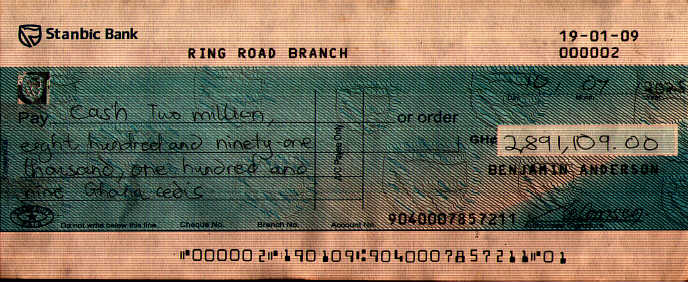 Stanbic Bank
19-01-09
RING ROAD BRANCH
000002
10 07 2025
Pay Cash Two million,
or order
eight hundred and ninety one
GH¢ 2,891,109.00
thousand, one hundred and
BENJAMIN ANDERSON
nine Ghana cedis
A/C Payee Only
9040007857211
Do not write below this line. Cheque No. Branch No. Account No.
⑈000002⑈190109⑆9040007857211⑈01